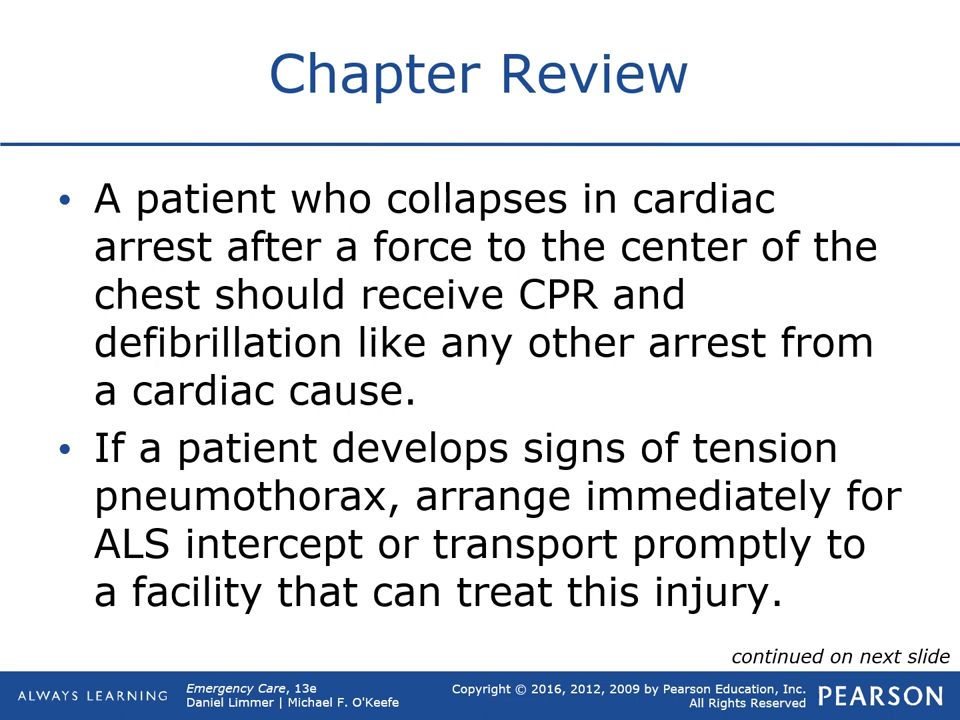 Chapter Review
• A patient who collapses in cardiac
arrest after a force to the center of the
chest should receive CPR and
defibrillation like any other arrest from
a cardiac cause.
• If a patient develops signs of tension
pneumothorax, arrange immediately for
ALS intercept or transport promptly to
a facility that can treat this injury.
continued on next slide
ALWAYS LEARNING
Emergency Care, 13e
Daniel Limmer | Michael F. O'Keefe
Copyright © 2016, 2012, 2009 by Pearson Education, Inc.
All Rights Reserved
PEARSON